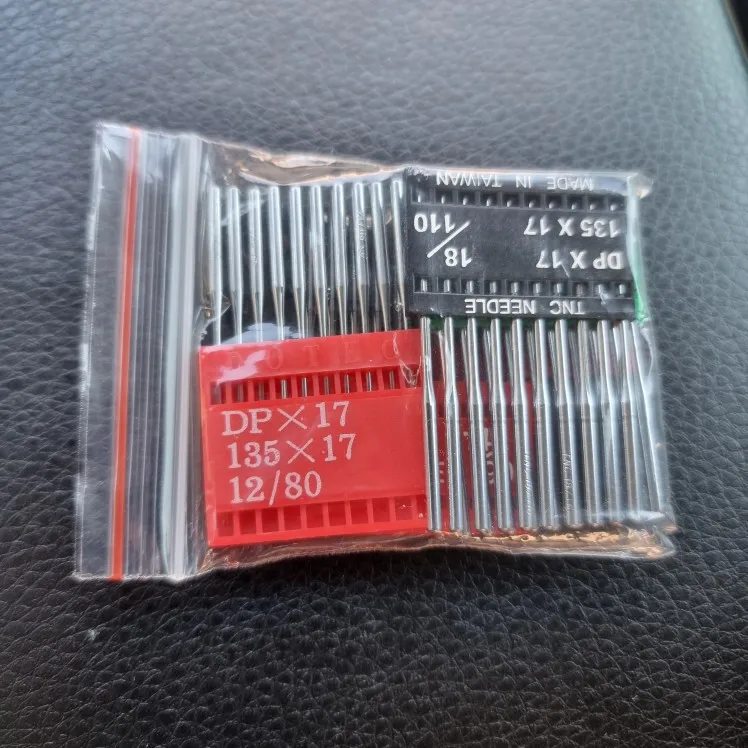 DP × 17
135 × 17
12/80
TNC NEEDLE
DP X 17
135 X 17
18/110
MADE IN TAIWAN